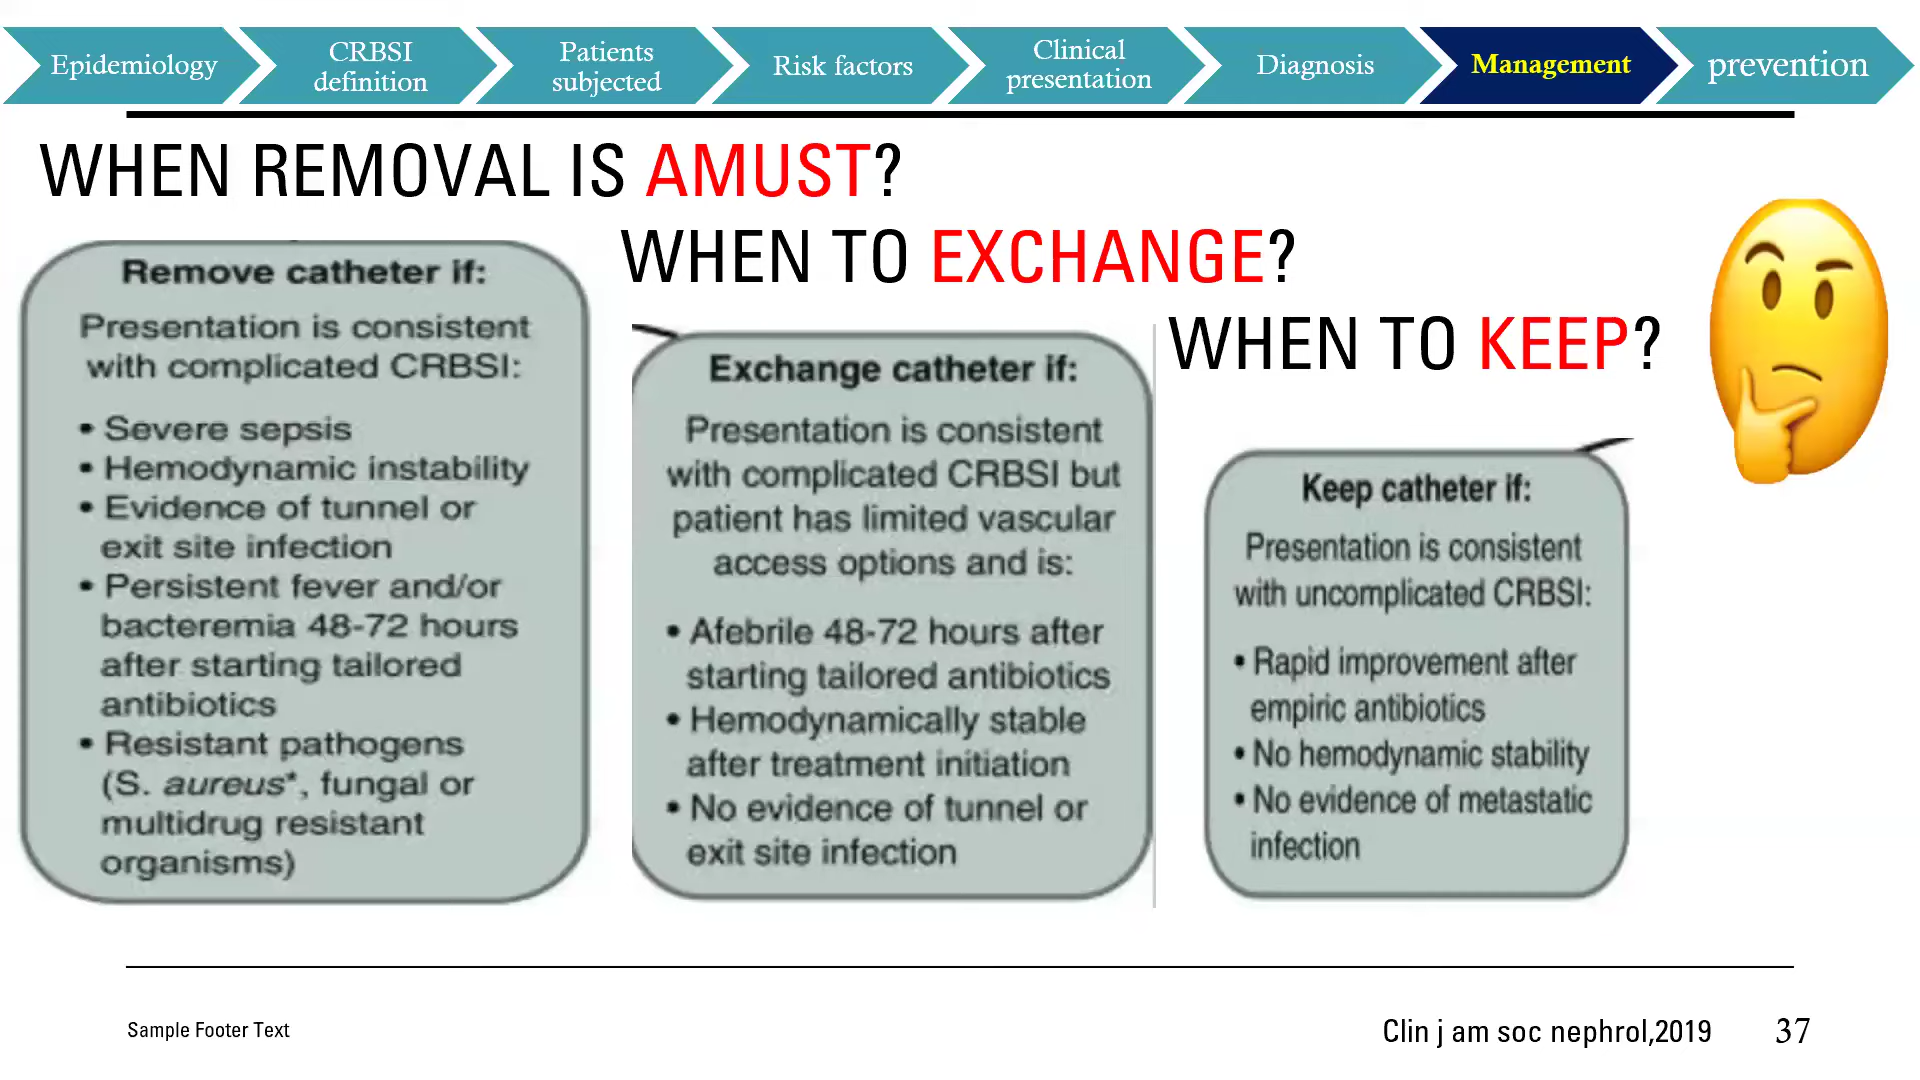 Epidemiology
CRBSI
definition
Patients
subjected
Risk factors
Clinical
presentation
Diagnosis
Management
prevention
WHEN REMOVAL IS AMUST?
WHEN TO EXCHANGE?
WHEN TO KEEP?
Remove catheter if:
Presentation is consistent
with complicated CRBSI:
• Severe sepsis
• Hemodynamic instability
• Evidence of tunnel or
exit site infection
• Persistent fever and/or
bacteremia 48-72 hours
after starting tailored
antibiotics
• Resistant pathogens
(S. aureus*, fungal or
multidrug resistant
organisms)
Exchange catheter if:
Presentation is consistent
with complicated CRBSI but
patient has limited vascular
access options and is:
• Afebrile 48-72 hours after
starting tailored antibiotics
• Hemodynamically stable
after treatment initiation
• No evidence of tunnel or
exit site infection
Keep catheter if:
Presentation is consistent
with uncomplicated CRBSI:
• Rapid improvement after
empiric antibiotics
• No hemodynamic stability
• No evidence of metastatic
infection
Sample Footer Text
Clin j am soc nephrol,2019
37